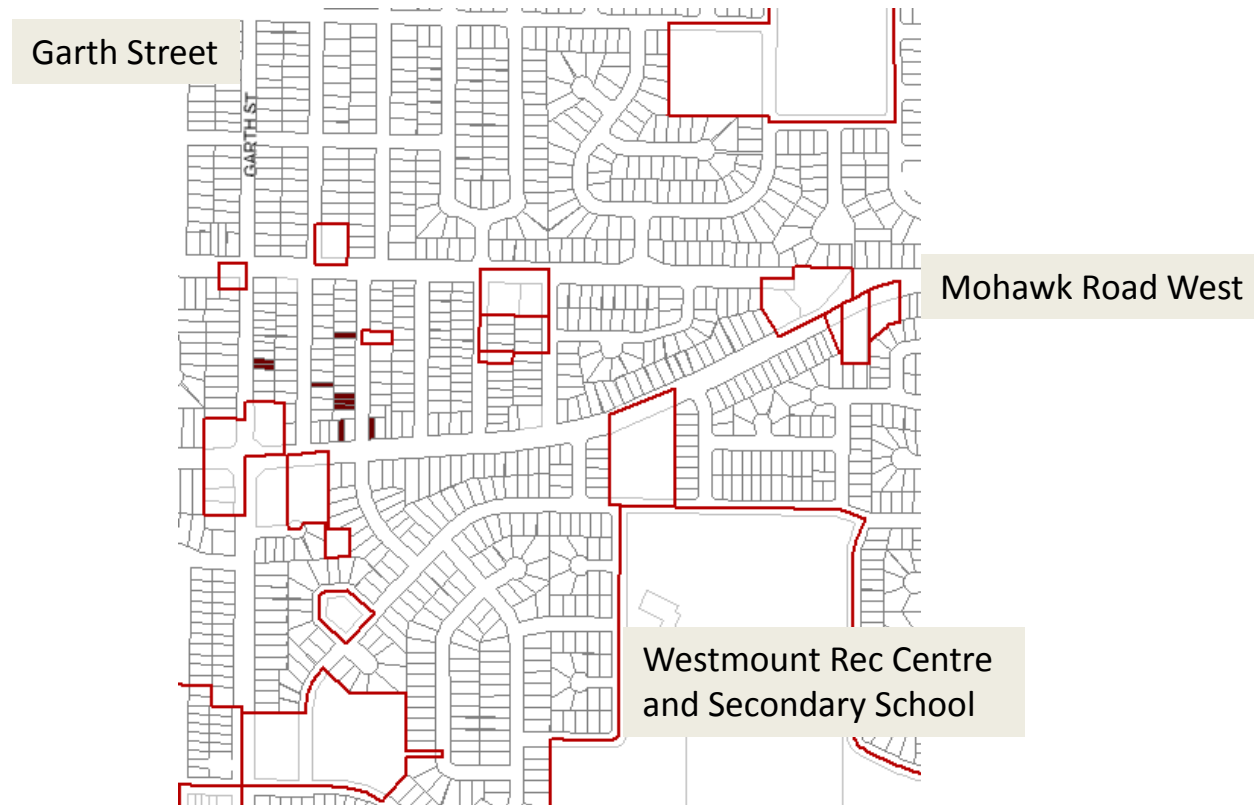 Garth Street
GARTH ST
Mohawk Road West
Westmount Rec Centre
and Secondary School